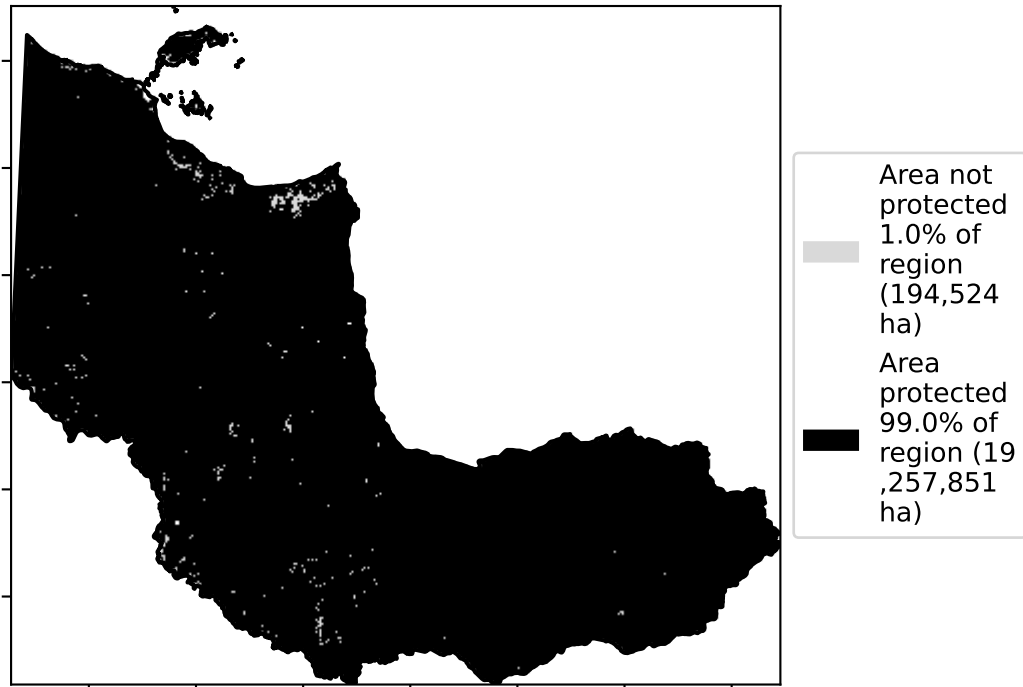 Area not
protected
1.0% of
region
(194,524
ha)
Area
protected
99.0% of
region (19
,257,851
ha)